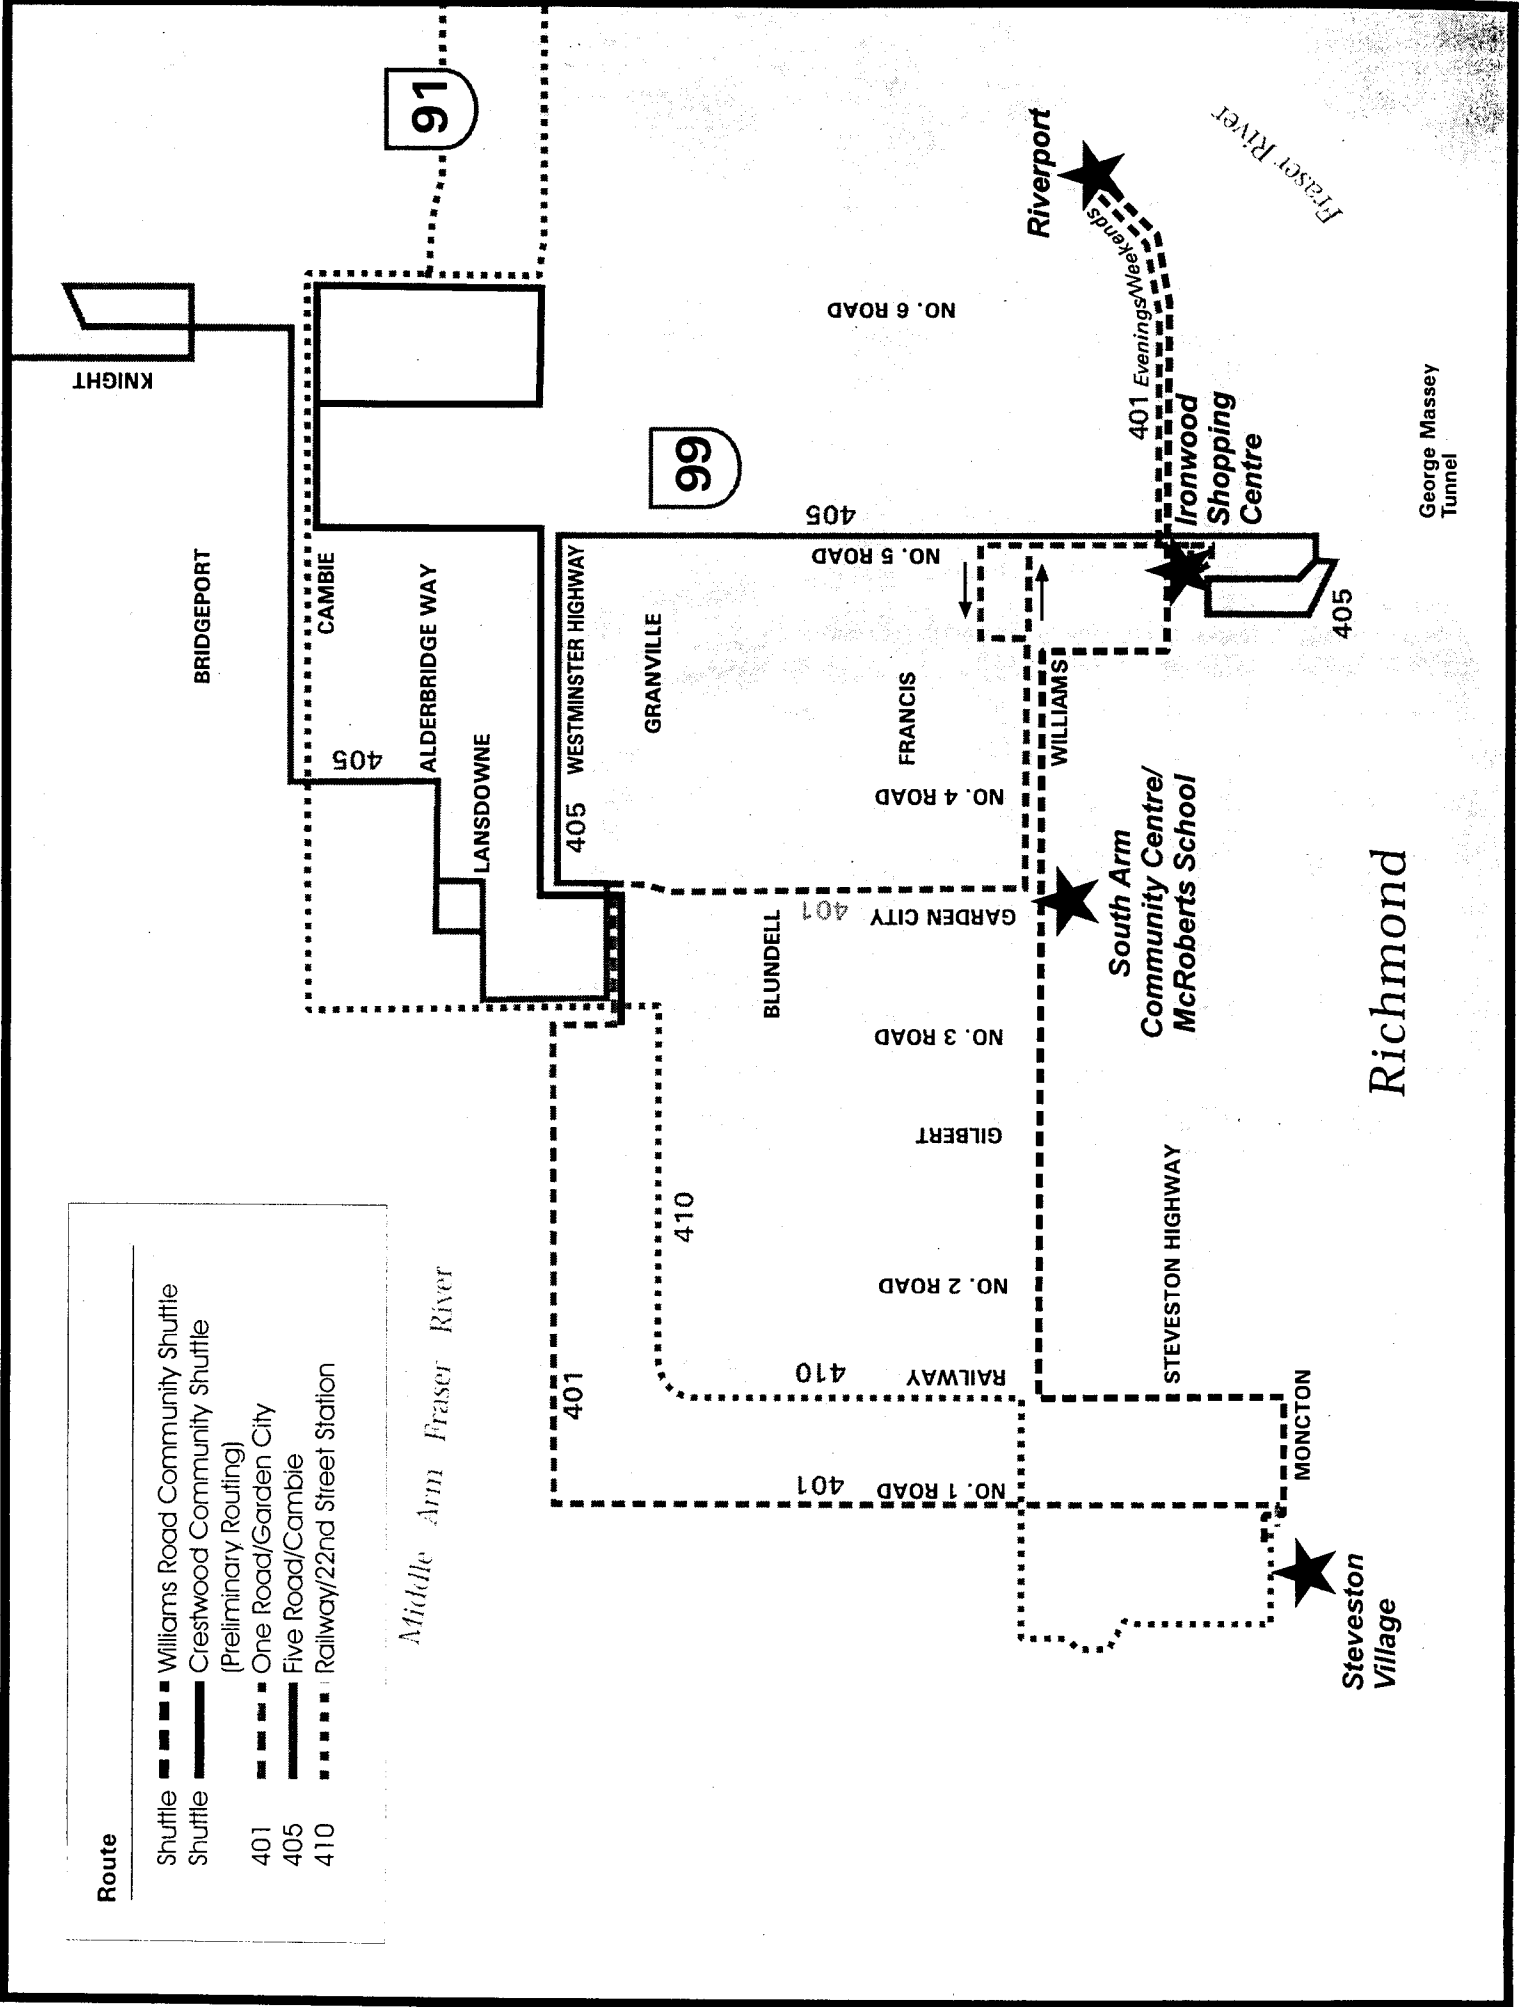 Route
Shuttle Williams Road Community Shuttle
Shuttle Crestwood Community Shuttle
(Preliminary Routing)
401 One Road/Garden City
405 Five Road/Cambie
410 Railway/22nd Street Station
Middle Arm Fraser River
BRIDGEPORT
KNIGHT
CAMBIE
405
ALDERBRIDGE WAY
LANSDOWNE
91
401
405
WESTMINSTER HIGHWAY
410
GRANVILLE
99
BLUNDELL
401
410
401
405
NO. 1 ROAD
RAILWAY
NO. 2 ROAD
GILBERT
NO. 3 ROAD
GARDEN CITY
NO. 4 ROAD
FRANCIS
NO. 5 ROAD
NO. 6 ROAD
WILLIAMS
Riverport
401 Evenings/Weekends
South Arm
Community Centre/
McRoberts School
STEVESTON HIGHWAY
Ironwood
Shopping
Centre
Fraser River
MONCTON
405
Steveston
Village
Richmond
George Massey
Tunnel